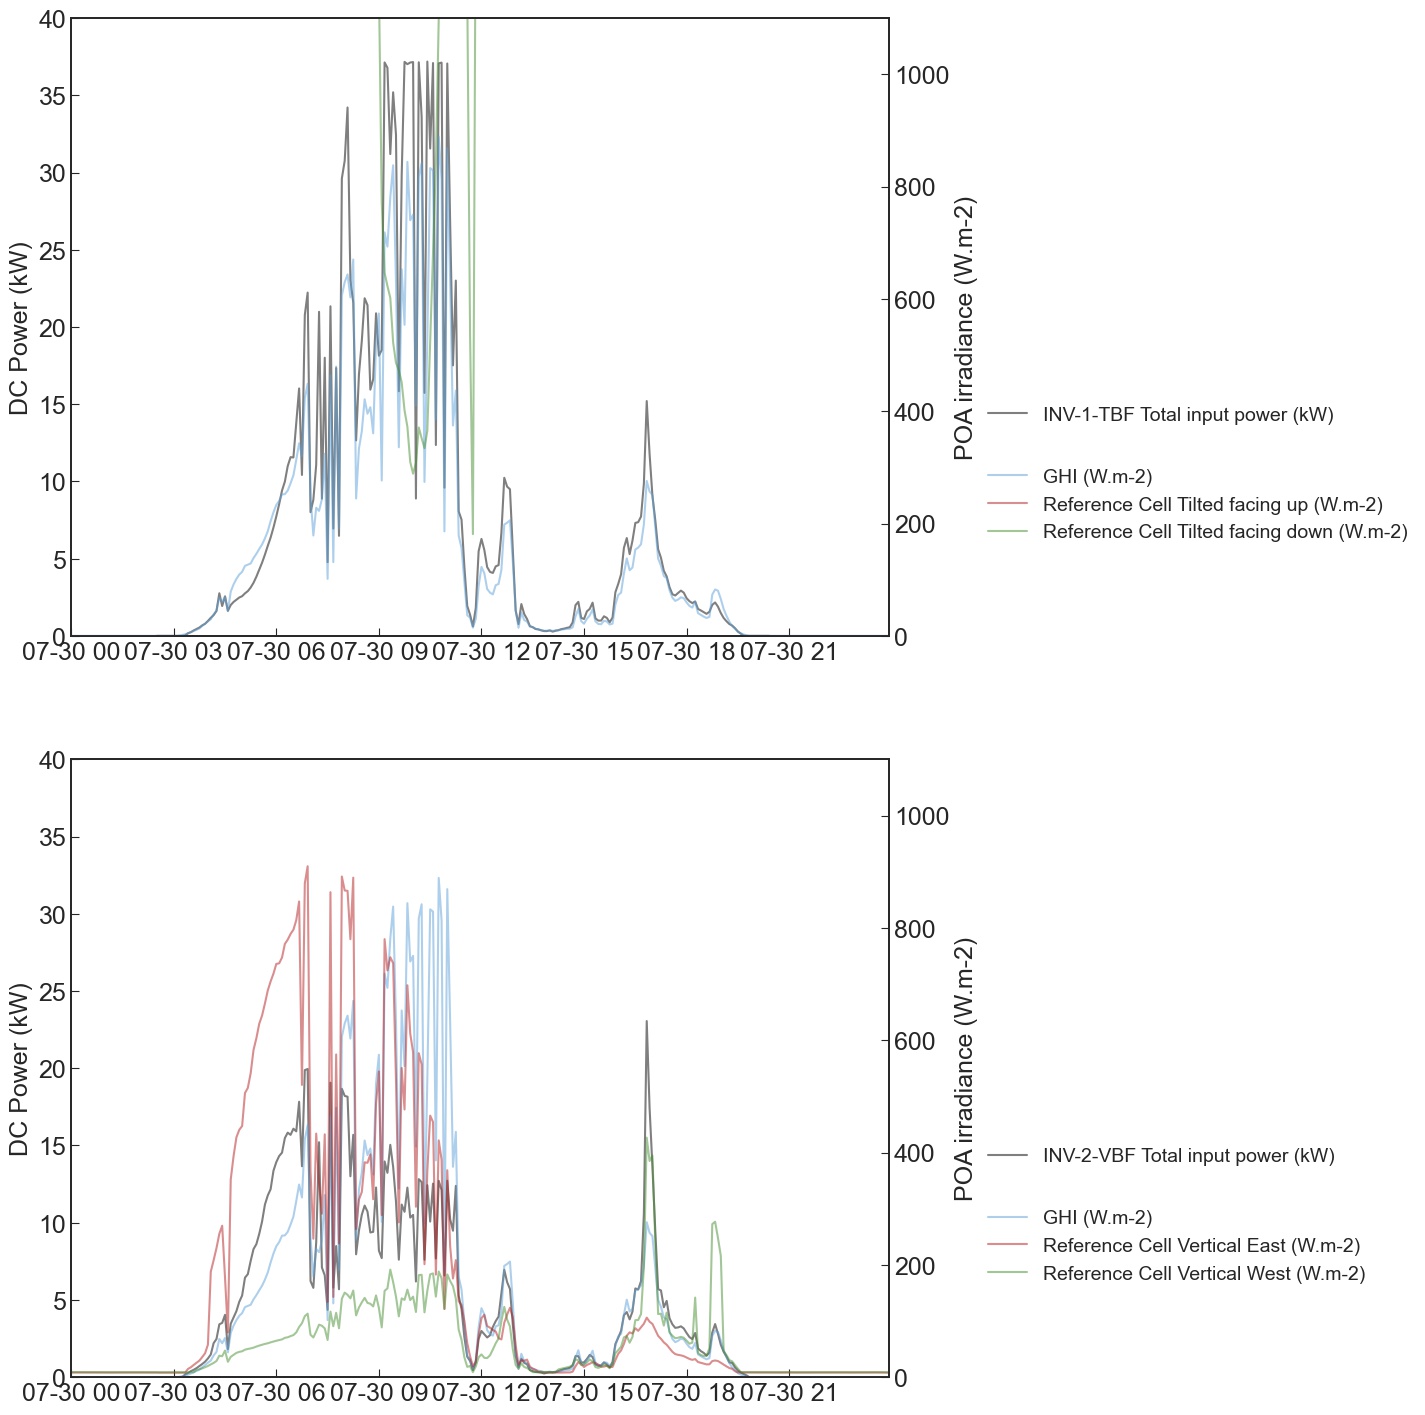 40
35
30
25
20
15
10
5
0
DC Power (kW)
1000
800
600
400
200
0
POA irradiance (W.m-2)
07-30 00 07-30 03 07-30 06 07-30 09 07-30 12 07-30 15 07-30 18 07-30 21
INV-1-TBF Total input power (kW)
GHI (W.m-2)
Reference Cell Tilted facing up (W.m-2)
Reference Cell Tilted facing down (W.m-2)
40
35
30
25
20
15
10
5
0
DC Power (kW)
1000
800
600
400
200
0
POA irradiance (W.m-2)
07-30 00 07-30 03 07-30 06 07-30 09 07-30 12 07-30 15 07-30 18 07-30 21
INV-2-VBF Total input power (kW)
GHI (W.m-2)
Reference Cell Vertical East (W.m-2)
Reference Cell Vertical West (W.m-2)